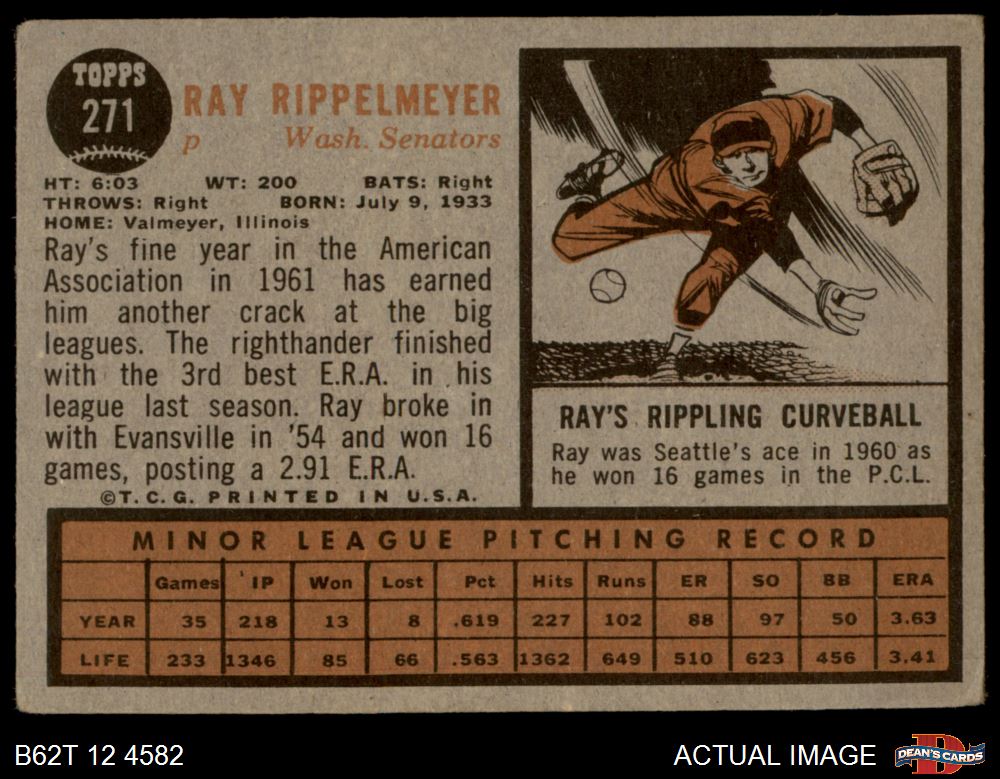 TOPPS
271
RAY RIPPELMEYER
p Wash. Senators
HT: 6:03 WT: 200 BATS: Right
THROWS: Right BORN: July 9, 1933
HOME: Valmeyer, Illinois
Ray's fine year in the American
Association in 1961 has earned
him another crack at the big
leagues. The righthander finished
with the 3rd best E.R.A. in his
league last season. Ray broke in
with Evansville in '54 and won 16
games, posting a 2.91 E.R.A.
©T.C.G. PRINTED IN U.S.A.
RAY'S RIPPLING CURVEBALL
Ray was Seattle's ace in 1960 as
he won 16 games in the P.C.L.
MINOR LEAGUE PITCHING RECORD
Games IP Won Lost Pct Hits Runs ER SO BB ERA
YEAR 35 218 13 8 .619 227 102 88 97 50 3.63
LIFE 233 1346 85 66 .563 1362 649 510 623 456 3.41
B62T 12 4582 ACTUAL IMAGE D DEAN'S CARDS